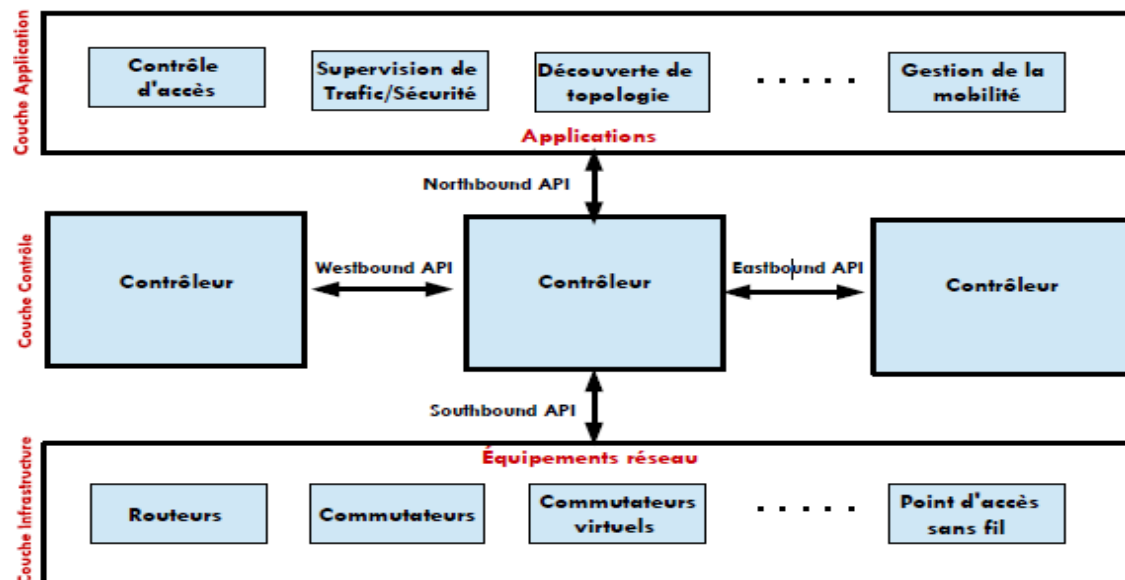 Couche Application
Contrôle
d'accès
Supervision de
Trafic/Sécurité
Découverte de
topologie
. . . . .
Gestion de la
mobilité
Applications
Northbound API
Couche Contrôle
Contrôleur
Westbound API
Contrôleur
Eastbound API
Contrôleur
Southbound API
Couche Infrastructure
Équipements réseau
Routeurs
Commutateurs
Commutateurs
virtuels
. . . . .
Point d'accès
sans fil